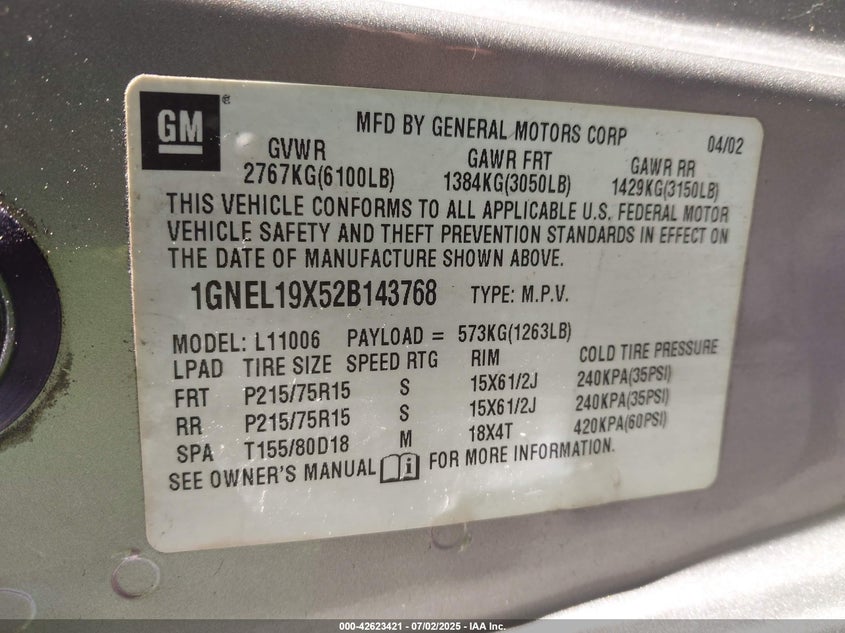 GM®
MFD BY GENERAL MOTORS CORP 04/02
GVWR GAWR FRT GAWR RR
2767KG(6100LB) 1384KG(3050LB) 1429KG(3150LB)
THIS VEHICLE CONFORMS TO ALL APPLICABLE U.S. FEDERAL MOTOR
VEHICLE SAFETY AND THEFT PREVENTION STANDARDS IN EFFECT ON
THE DATE OF MANUFACTURE SHOWN ABOVE.
1GNEL19X52B143768 TYPE: M.P.V.
MODEL: L11006 PAYLOAD = 573KG(1263LB)
LPAD TIRE SIZE SPEED RTG RIM COLD TIRE PRESSURE
FRT P215/75R15 S 15X61/2J 240KPA(35PSI)
RR P215/75R15 S 15X61/2J 240KPA(35PSI)
SPA T155/80D18 M 18X4T 420KPA(60PSI)
SEE OWNER'S MANUAL FOR MORE INFORMATION.
000-42623421 - 07/02/2025 - IAA Inc.